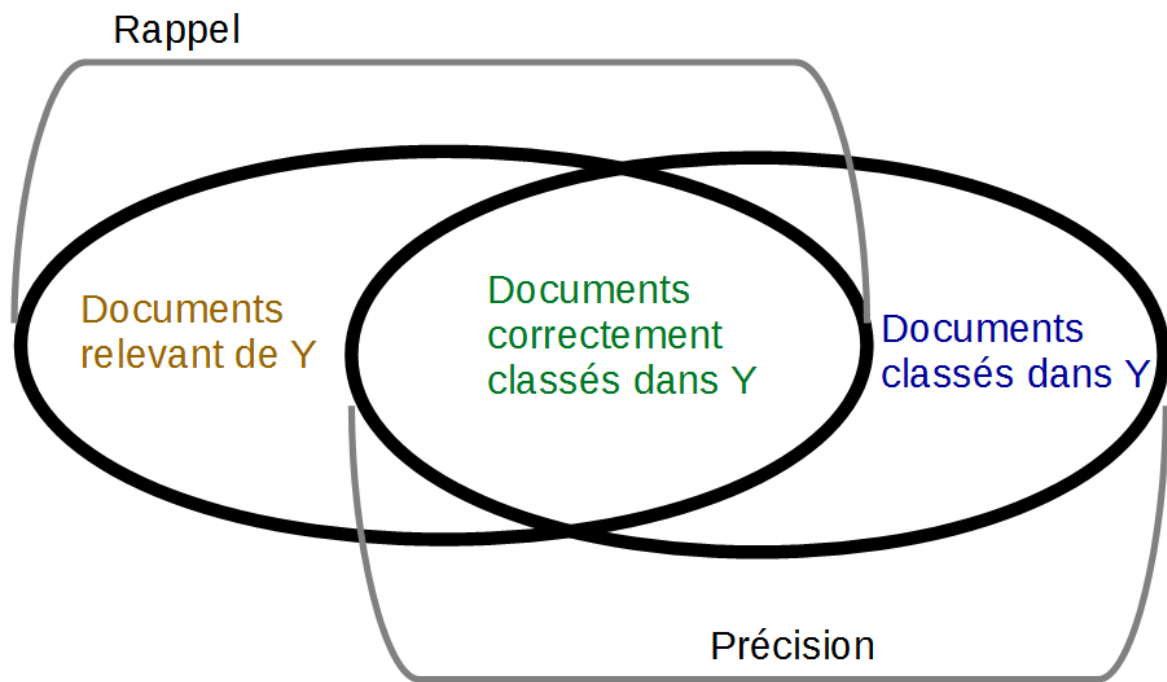 Rappel
Documents
relevant de Y
Documents
correctement
classés dans Y
Documents
classés dans Y
Précision